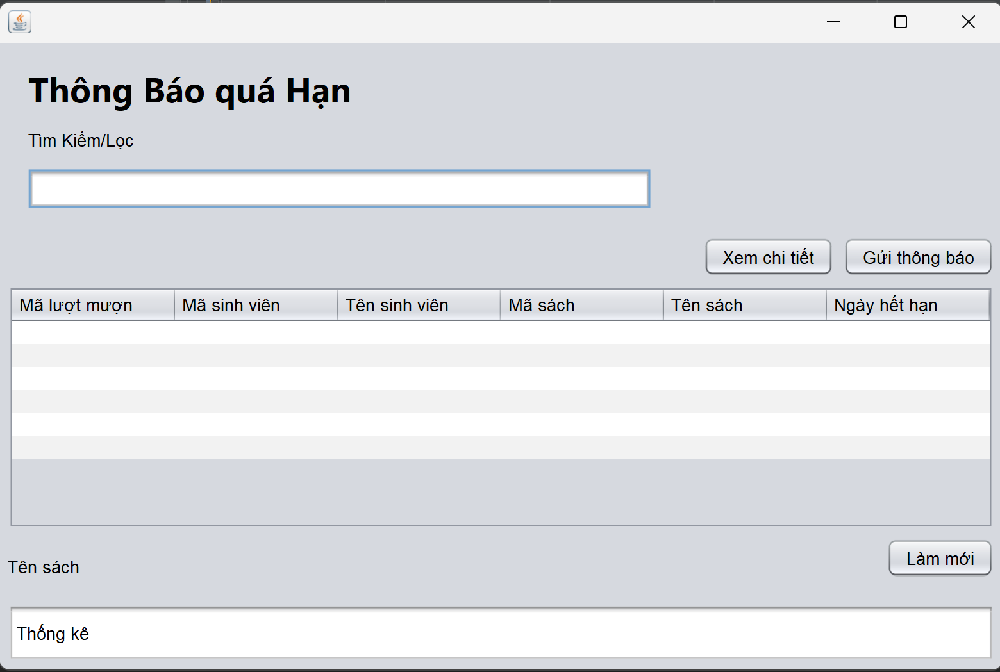 Thông Báo quá Hạn
Tìm Kiếm/Lọc
Xem chi tiết Gửi thông báo
Mã lượt mượn Mã sinh viên Tên sinh viên Mã sách Tên sách Ngày hết hạn
Làm mới
Tên sách
Thống kê